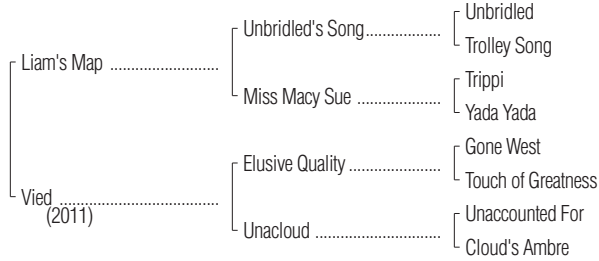 Unbridled
Unbridled's Song....................
Trolley Song
Liam's Map .............................
Trippi
Miss Macy Sue ......................
Yada Yada
Gone West
Elusive Quality ........................
Touch of Greatness
Vied ..........................................
(2011)
Unaccounted For
Unacloud .................................
Cloud's Ambre